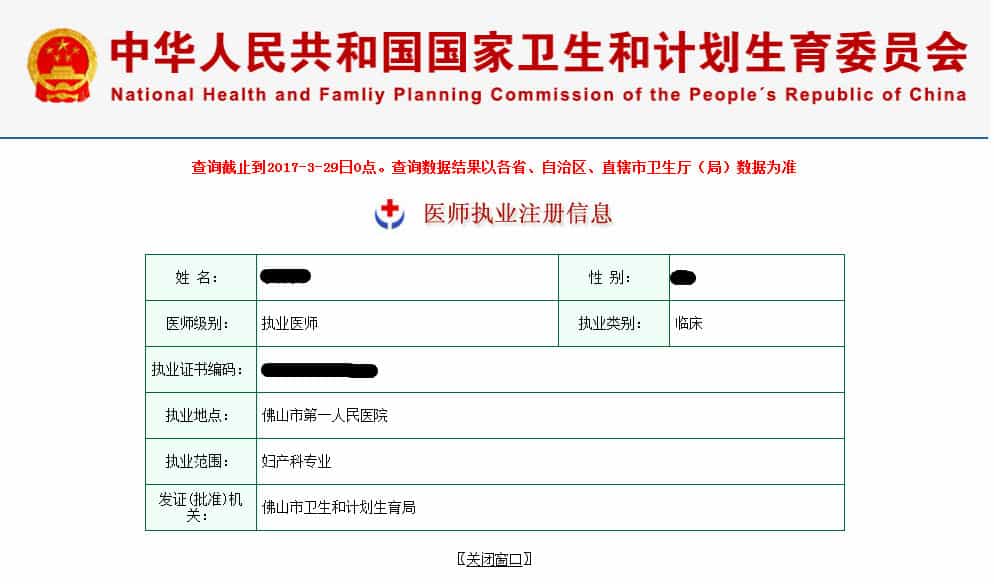 中华人民共和国国家卫生和计划生育委员会
National Health and Famliy Planning Commission of the People´s Republic of China
查询截止到2017-3-29日0点。查询数据结果以各省、自治区、直辖市卫生厅（局）数据为准
医师执业注册信息
姓 名： 性 别：
医师级别： 执业医师 执业类别： 临床
执业证书编码：
执业地点： 佛山市第一人民医院
执业范围： 妇产科专业
发证(批准)机
关： 佛山市卫生和计划生育局
〖关闭窗口〗